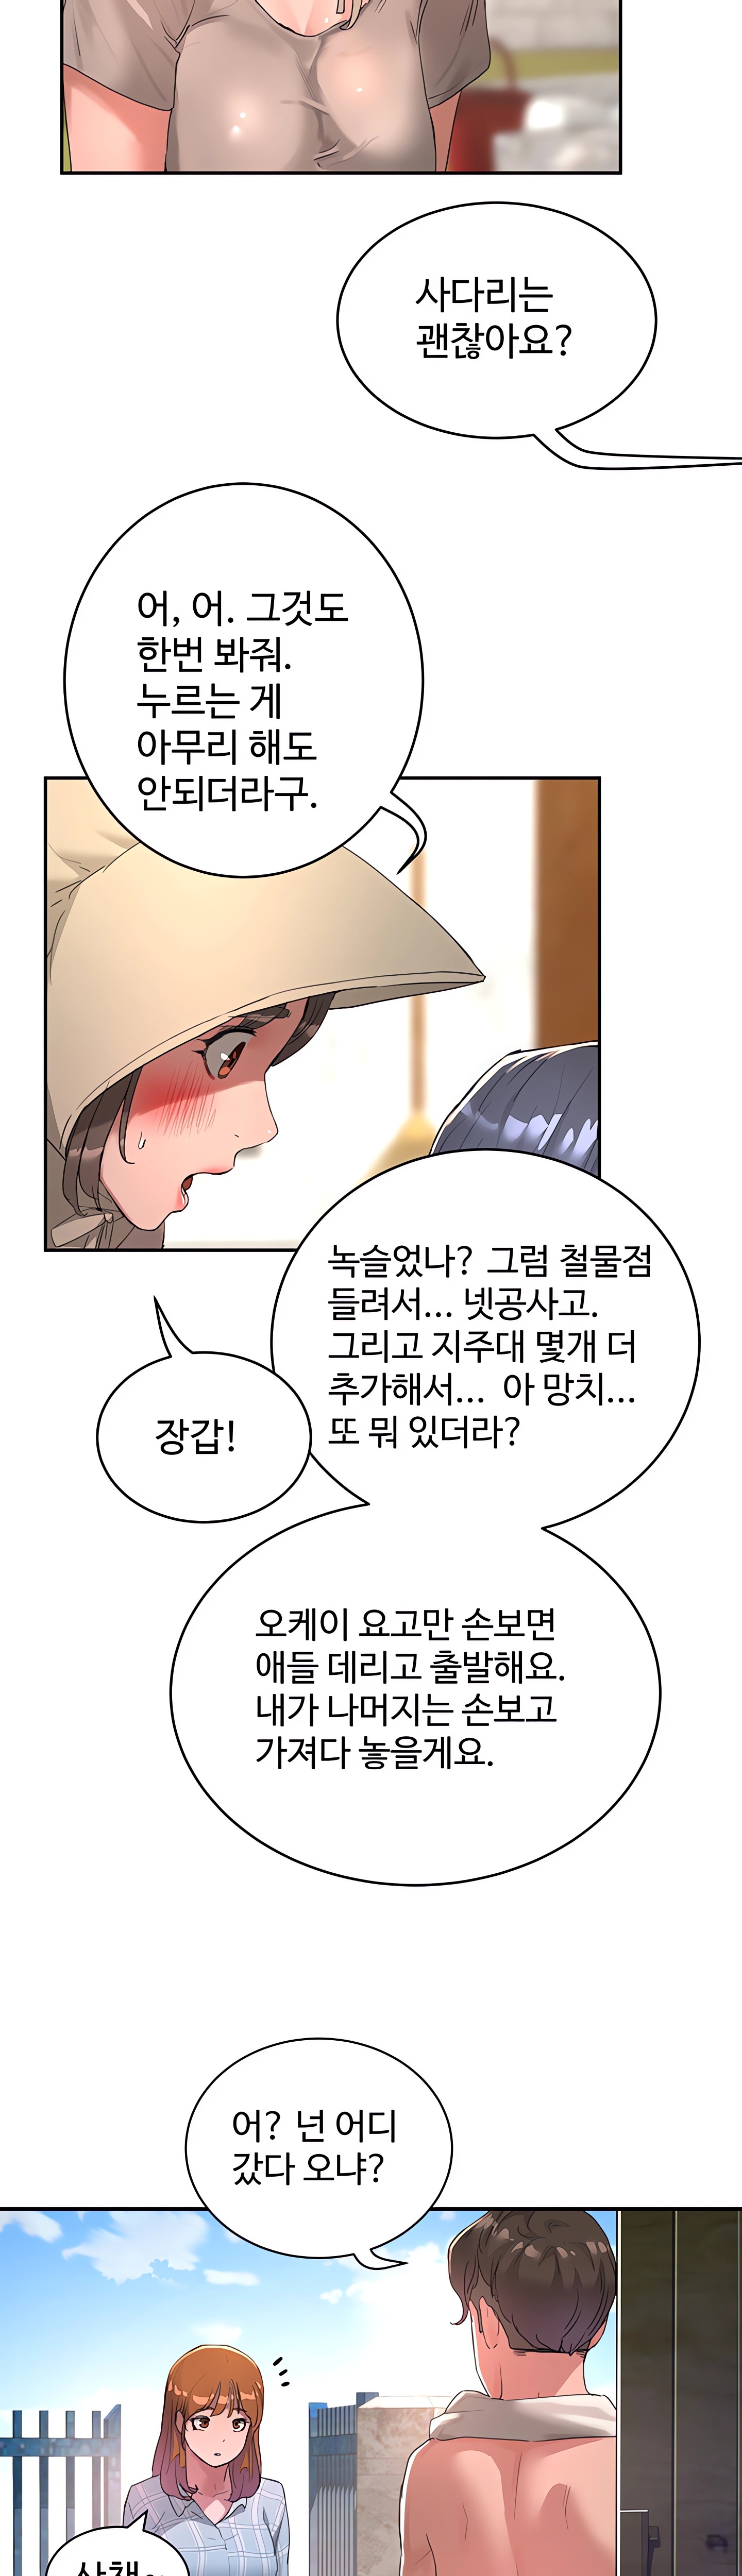 사다리는
괜찮아요?
어, 어. 그것도
한번 봐줘.
누르는 게
아무리 해도
안되더라구.
녹슬었나? 그럼 철물점
들려서... 넷공사고.
그리고 지주대 몇개 더
추가해서... 아 망치...
또 뭐 있더라?
장갑!
오케이 요고만 손보면
애들 데리고 출발해요.
내가 나머지는 손보고
가져다 놓을게요.
어? 넌 어디
갔다 오냐?
산책~